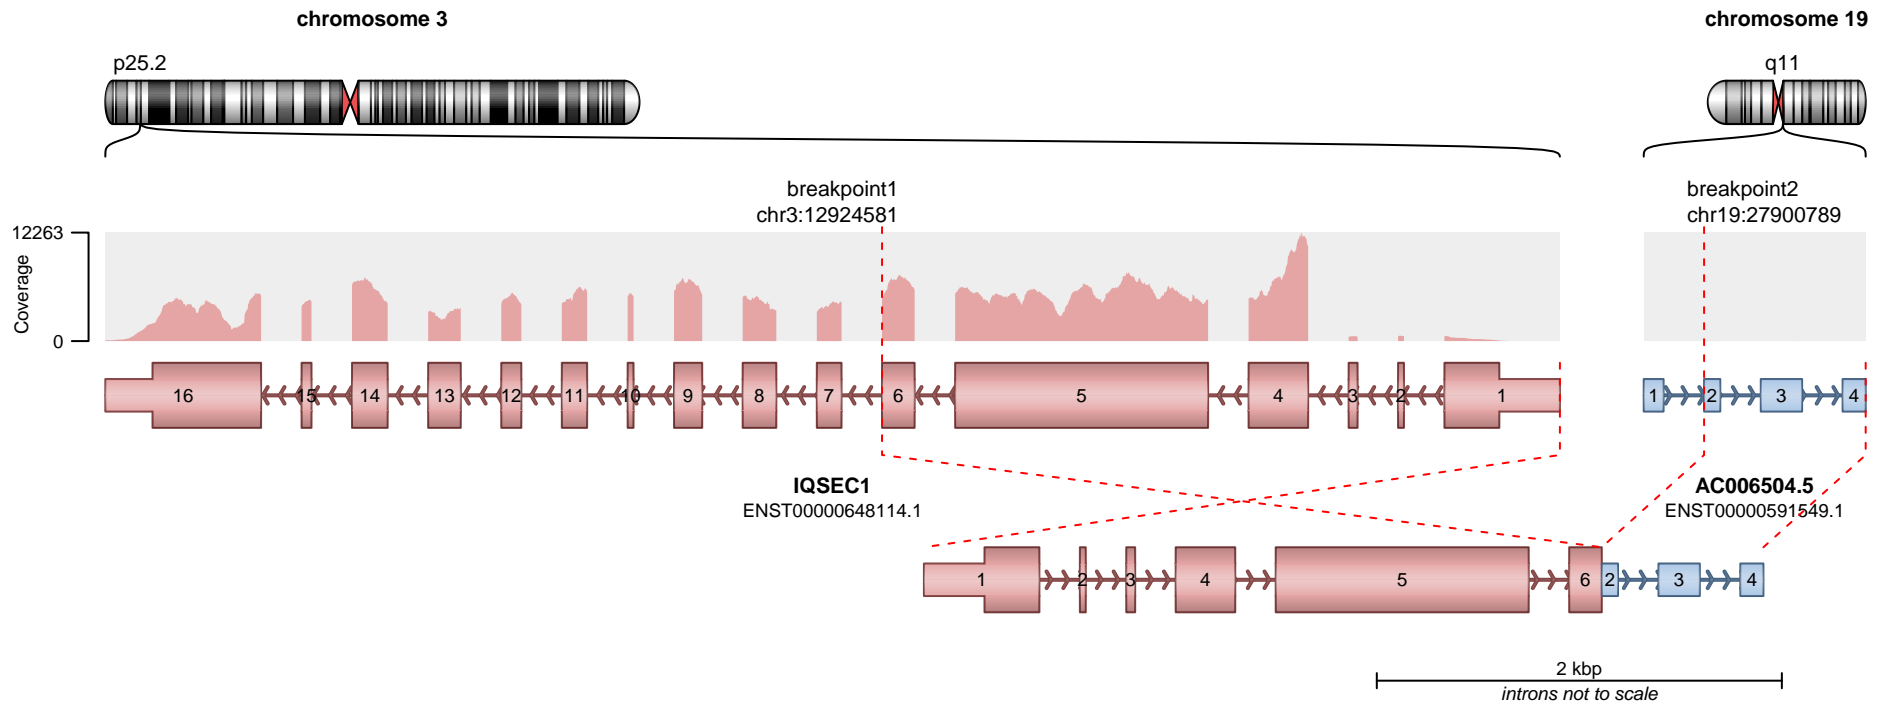 chromosome 3
chromosome 19
p25.2
q11
breakpoint1
chr3:12924581
breakpoint2
chr19:27900789
12263
Coverage
0
16 15 14 13 12 11 10 9 8 7 6 5 4 3 2 1
1 2 3 4
IQSEC1
ENST00000648114.1
AC006504.5
ENST00000591549.1
1 2 3 4 5 6 2 3 4
2 kbp
introns not to scale